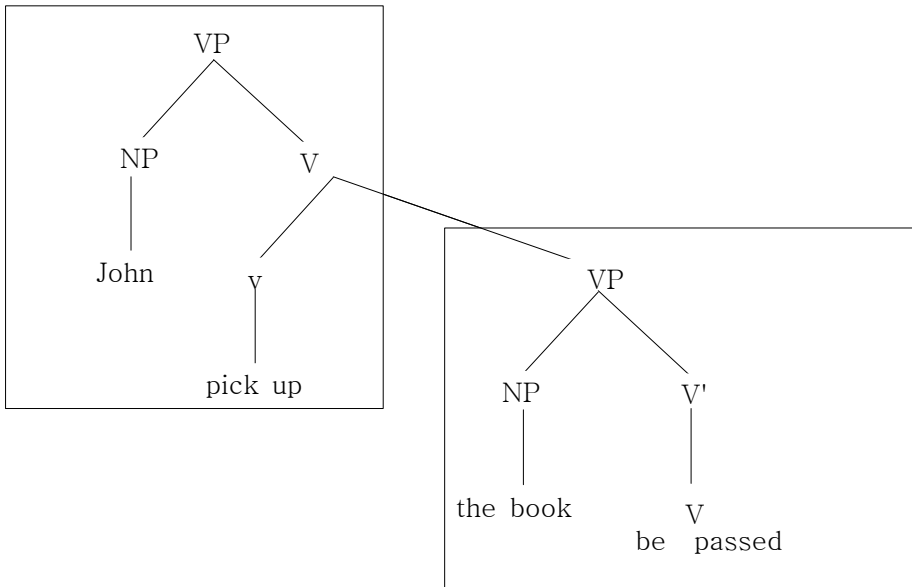 VP
NP V
John v
pick up
VP
NP V'
the book V
be passed